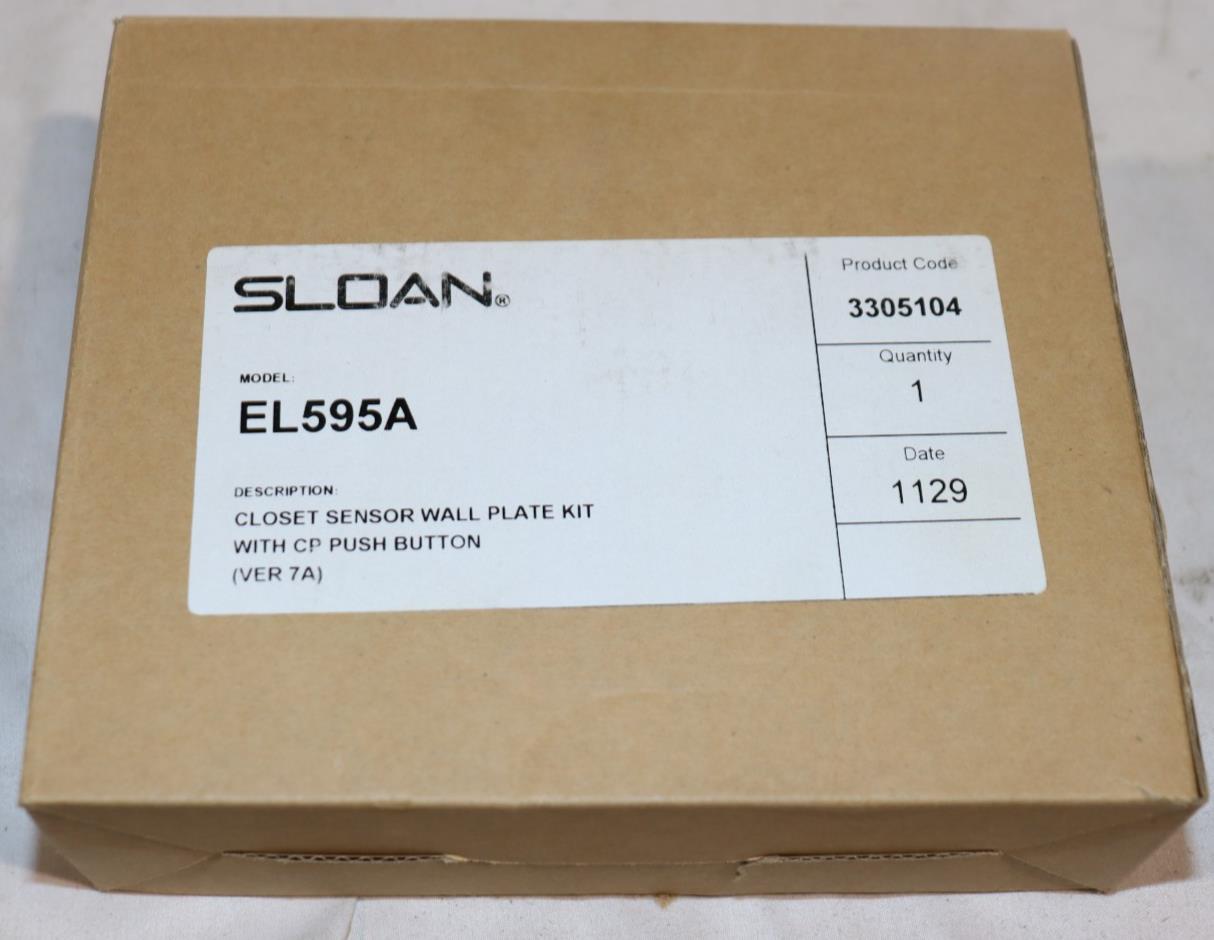 SLOAN®
MODEL:
EL595A
DESCRIPTION:
CLOSET SENSOR WALL PLATE KIT
WITH CP PUSH BUTTON
(VER 7A)
Product Code
3305104
Quantity
1
Date
1129